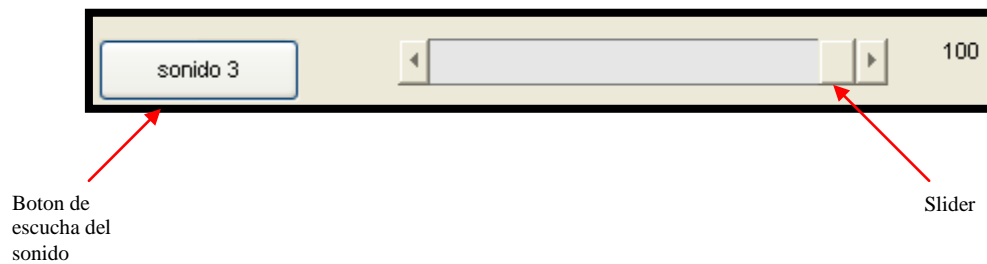 sonido 3
100
Boton de
escucha del
sonido
Slider